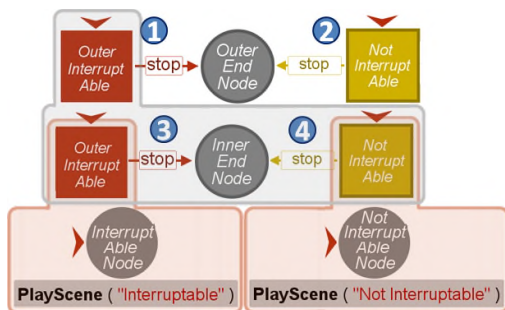 1
2
Outer
Interrupt
Able
stop
Outer
End
Node
stop
Not
Interrupt
Able
3
4
Outer
Interrupt
Able
stop
Inner
End
Node
stop
Not
Interrupt
Able
Interrupt
Able
Node
Not
Interrupt
Able
Node
PlayScene ( "Interruptable" )
PlayScene ( "Not Interruptable" )